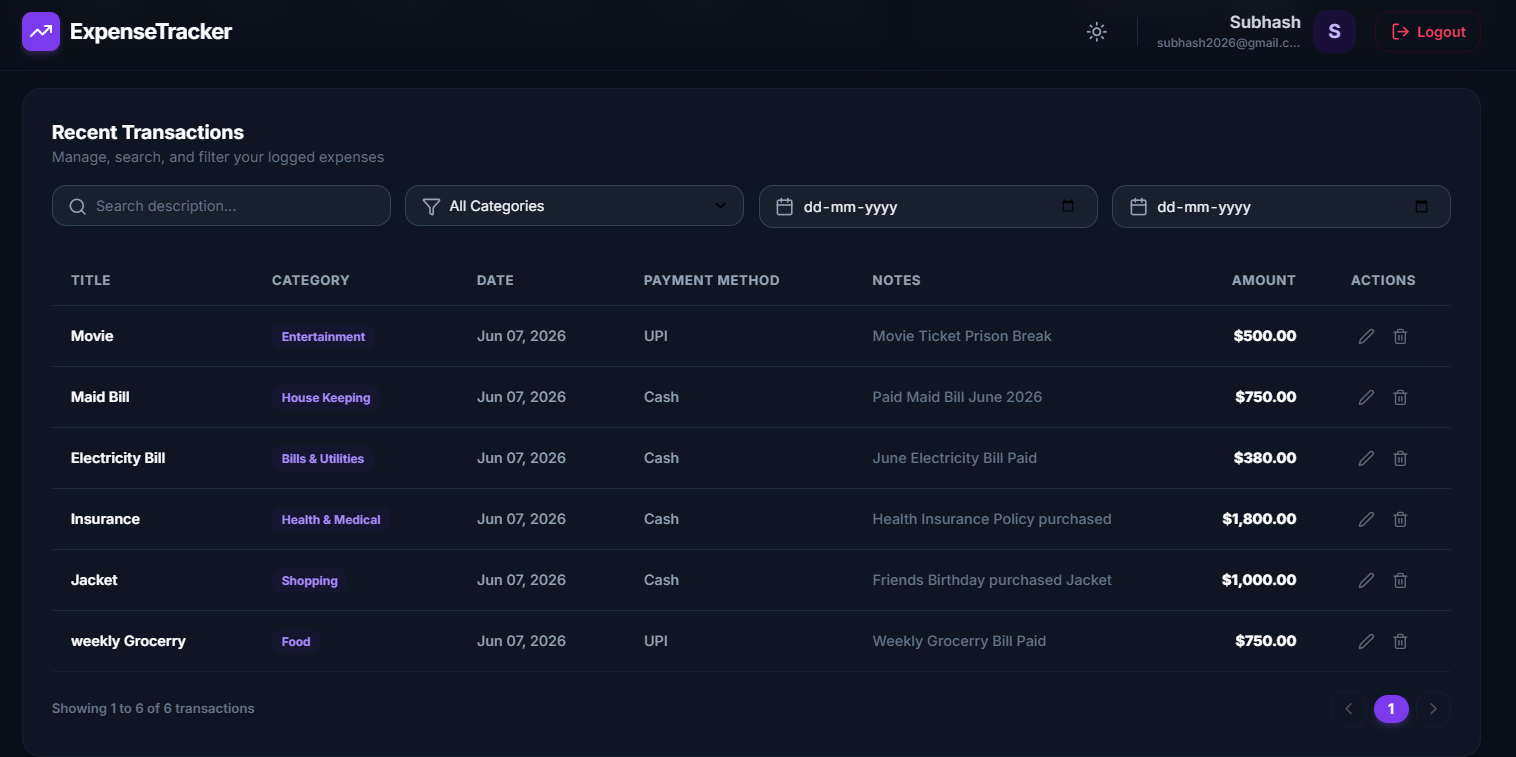 ExpenseTracker
Subhash
subhash2026@gmail.c...
S
Logout
Recent Transactions
Manage, search, and filter your logged expenses
Search description...
All Categories
dd-mm-yyyy
dd-mm-yyyy
TITLE CATEGORY DATE PAYMENT METHOD NOTES AMOUNT ACTIONS
Movie Entertainment Jun 07, 2026 UPI Movie Ticket Prison Break $500.00
Maid Bill House Keeping Jun 07, 2026 Cash Paid Maid Bill June 2026 $750.00
Electricity Bill Bills & Utilities Jun 07, 2026 Cash June Electricity Bill Paid $380.00
Insurance Health & Medical Jun 07, 2026 Cash Health Insurance Policy purchased $1,800.00
Jacket Shopping Jun 07, 2026 Cash Friends Birthday purchased Jacket $1,000.00
weekly Grocerry Food Jun 07, 2026 UPI Weekly Grocerry Bill Paid $750.00
Showing 1 to 6 of 6 transactions
1